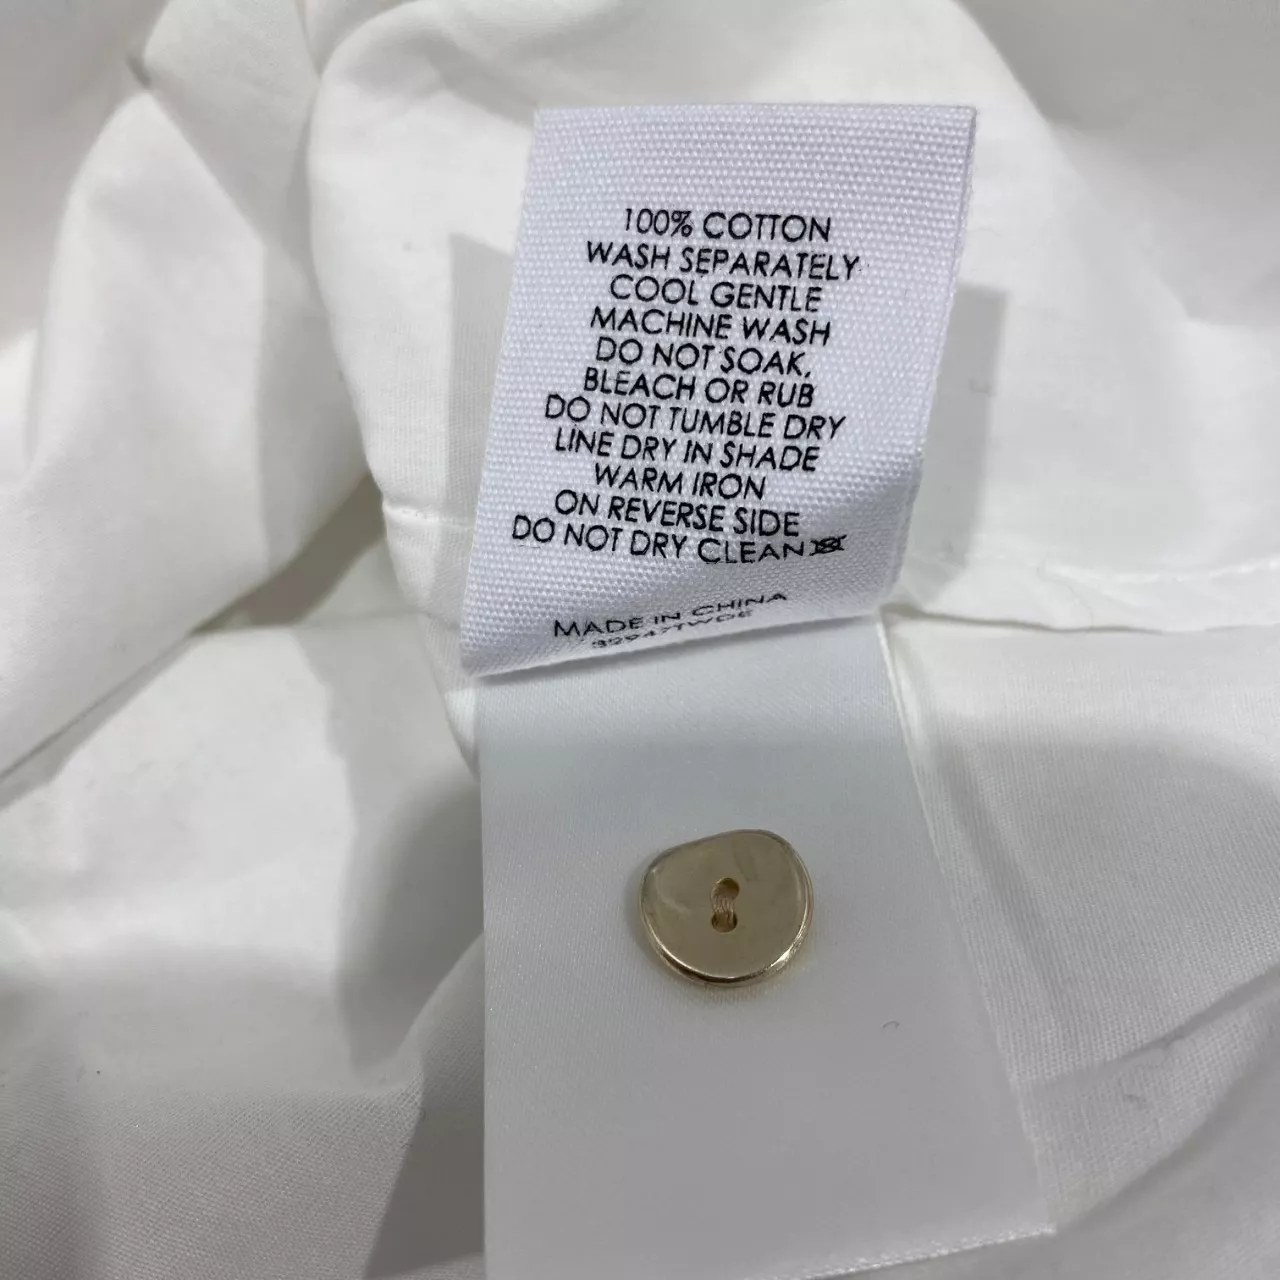 100% COTTON
WASH SEPARATELY
COOL GENTLE
MACHINE WASH
DO NOT SOAK,
BLEACH OR RUB
DO NOT TUMBLE DRY
LINE DRY IN SHADE
WARM IRON
ON REVERSE SIDE
DO NOT DRY CLEAN
MADE IN CHINA